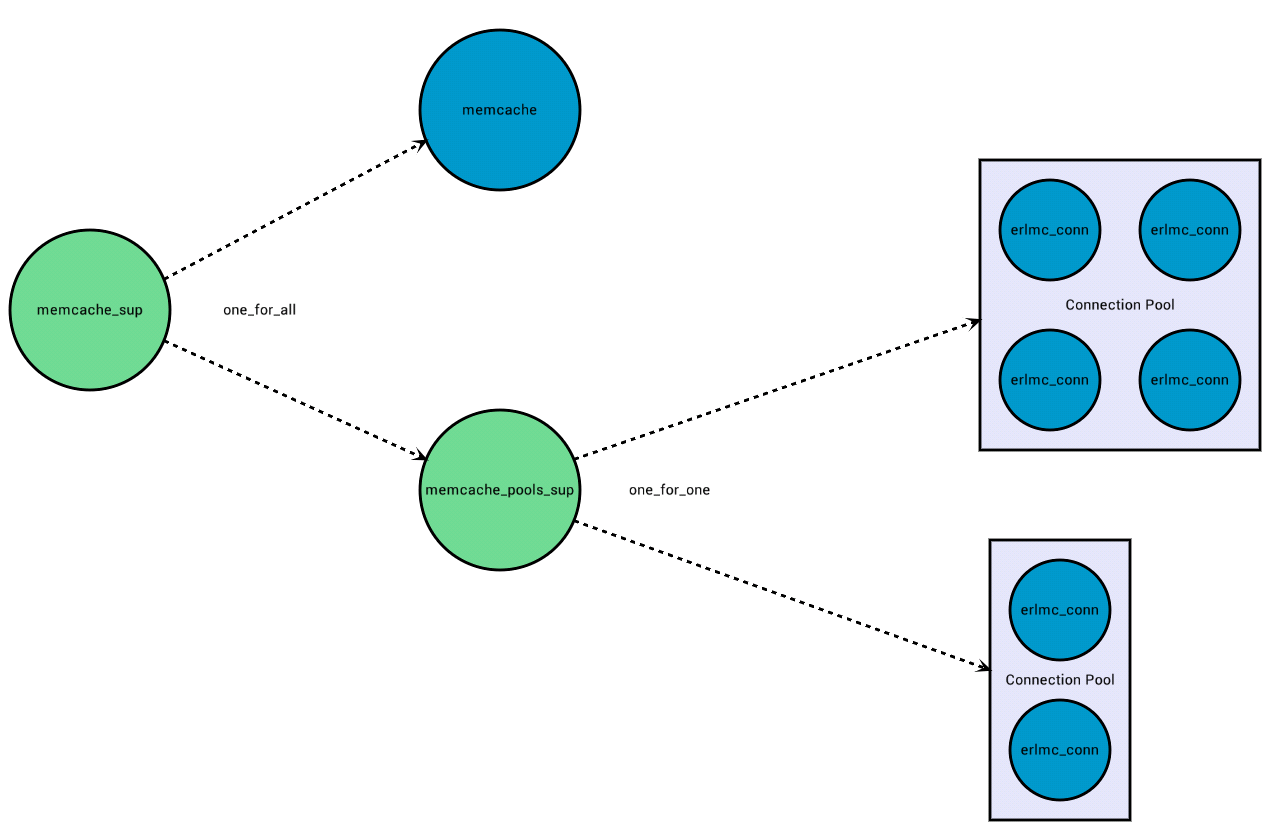 memcache
memcache_sup
one_for_all
erlmc_conn
erlmc_conn
Connection Pool
erlmc_conn
erlmc_conn
memcache_pools_sup
one_for_one
erlmc_conn
Connection Pool
erlmc_conn